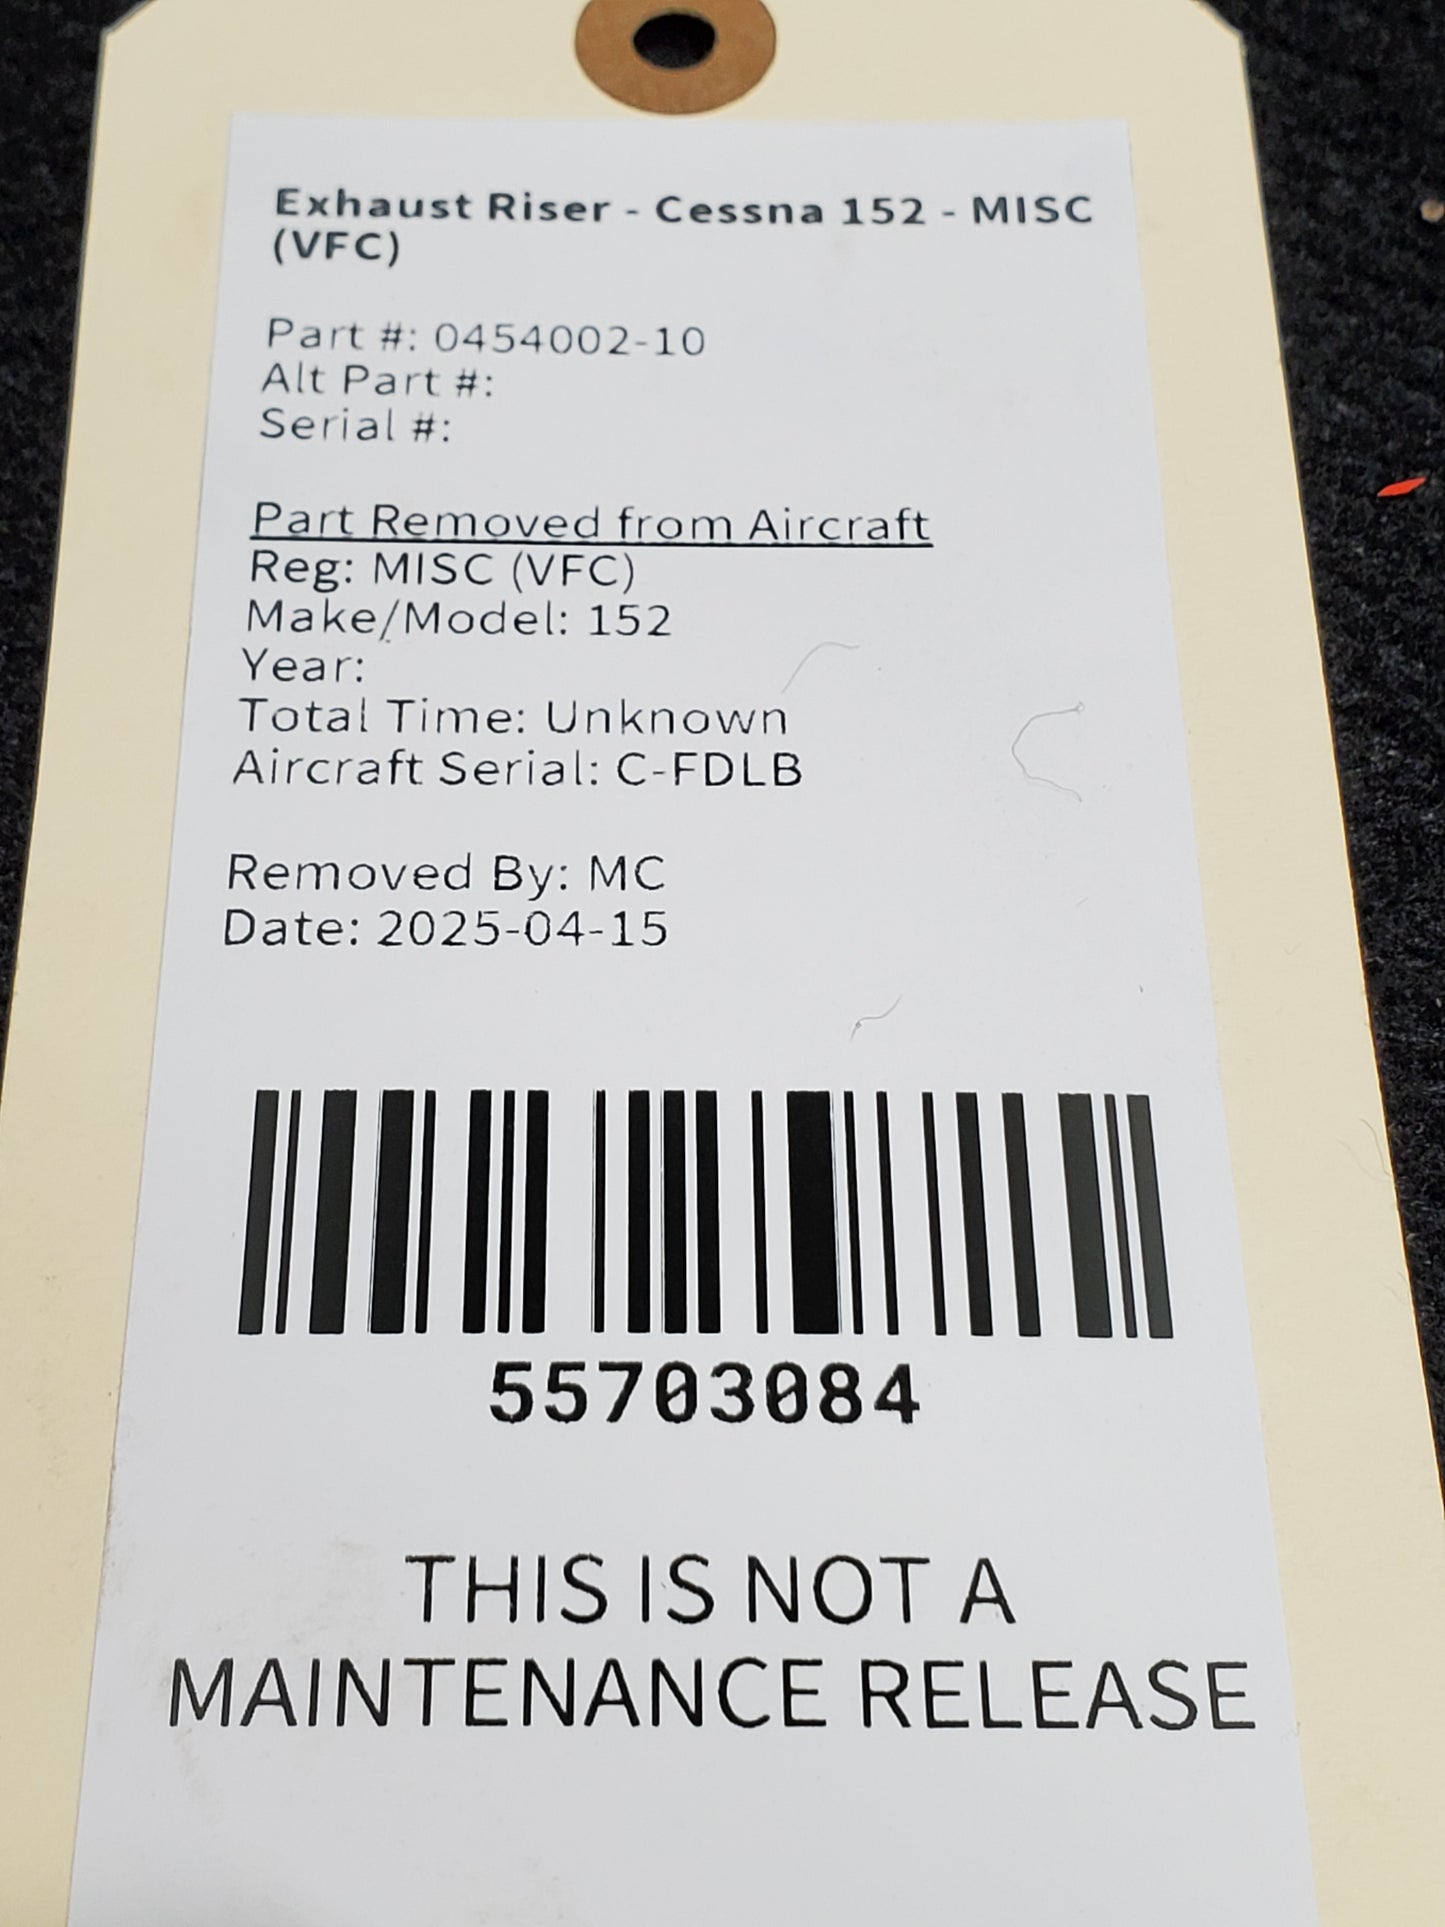 Exhaust Riser - Cessna 152 - MISC
(VFC)
Part #: 0454002-10
Alt Part #:
Serial #:
Part Removed from Aircraft
Reg: MISC (VFC)
Make/Model: 152
Year:
Total Time: Unknown
Aircraft Serial: C-FDLB
Removed By: MC
Date: 2025-04-15
55703084
THIS IS NOT A
MAINTENANCE RELEASE